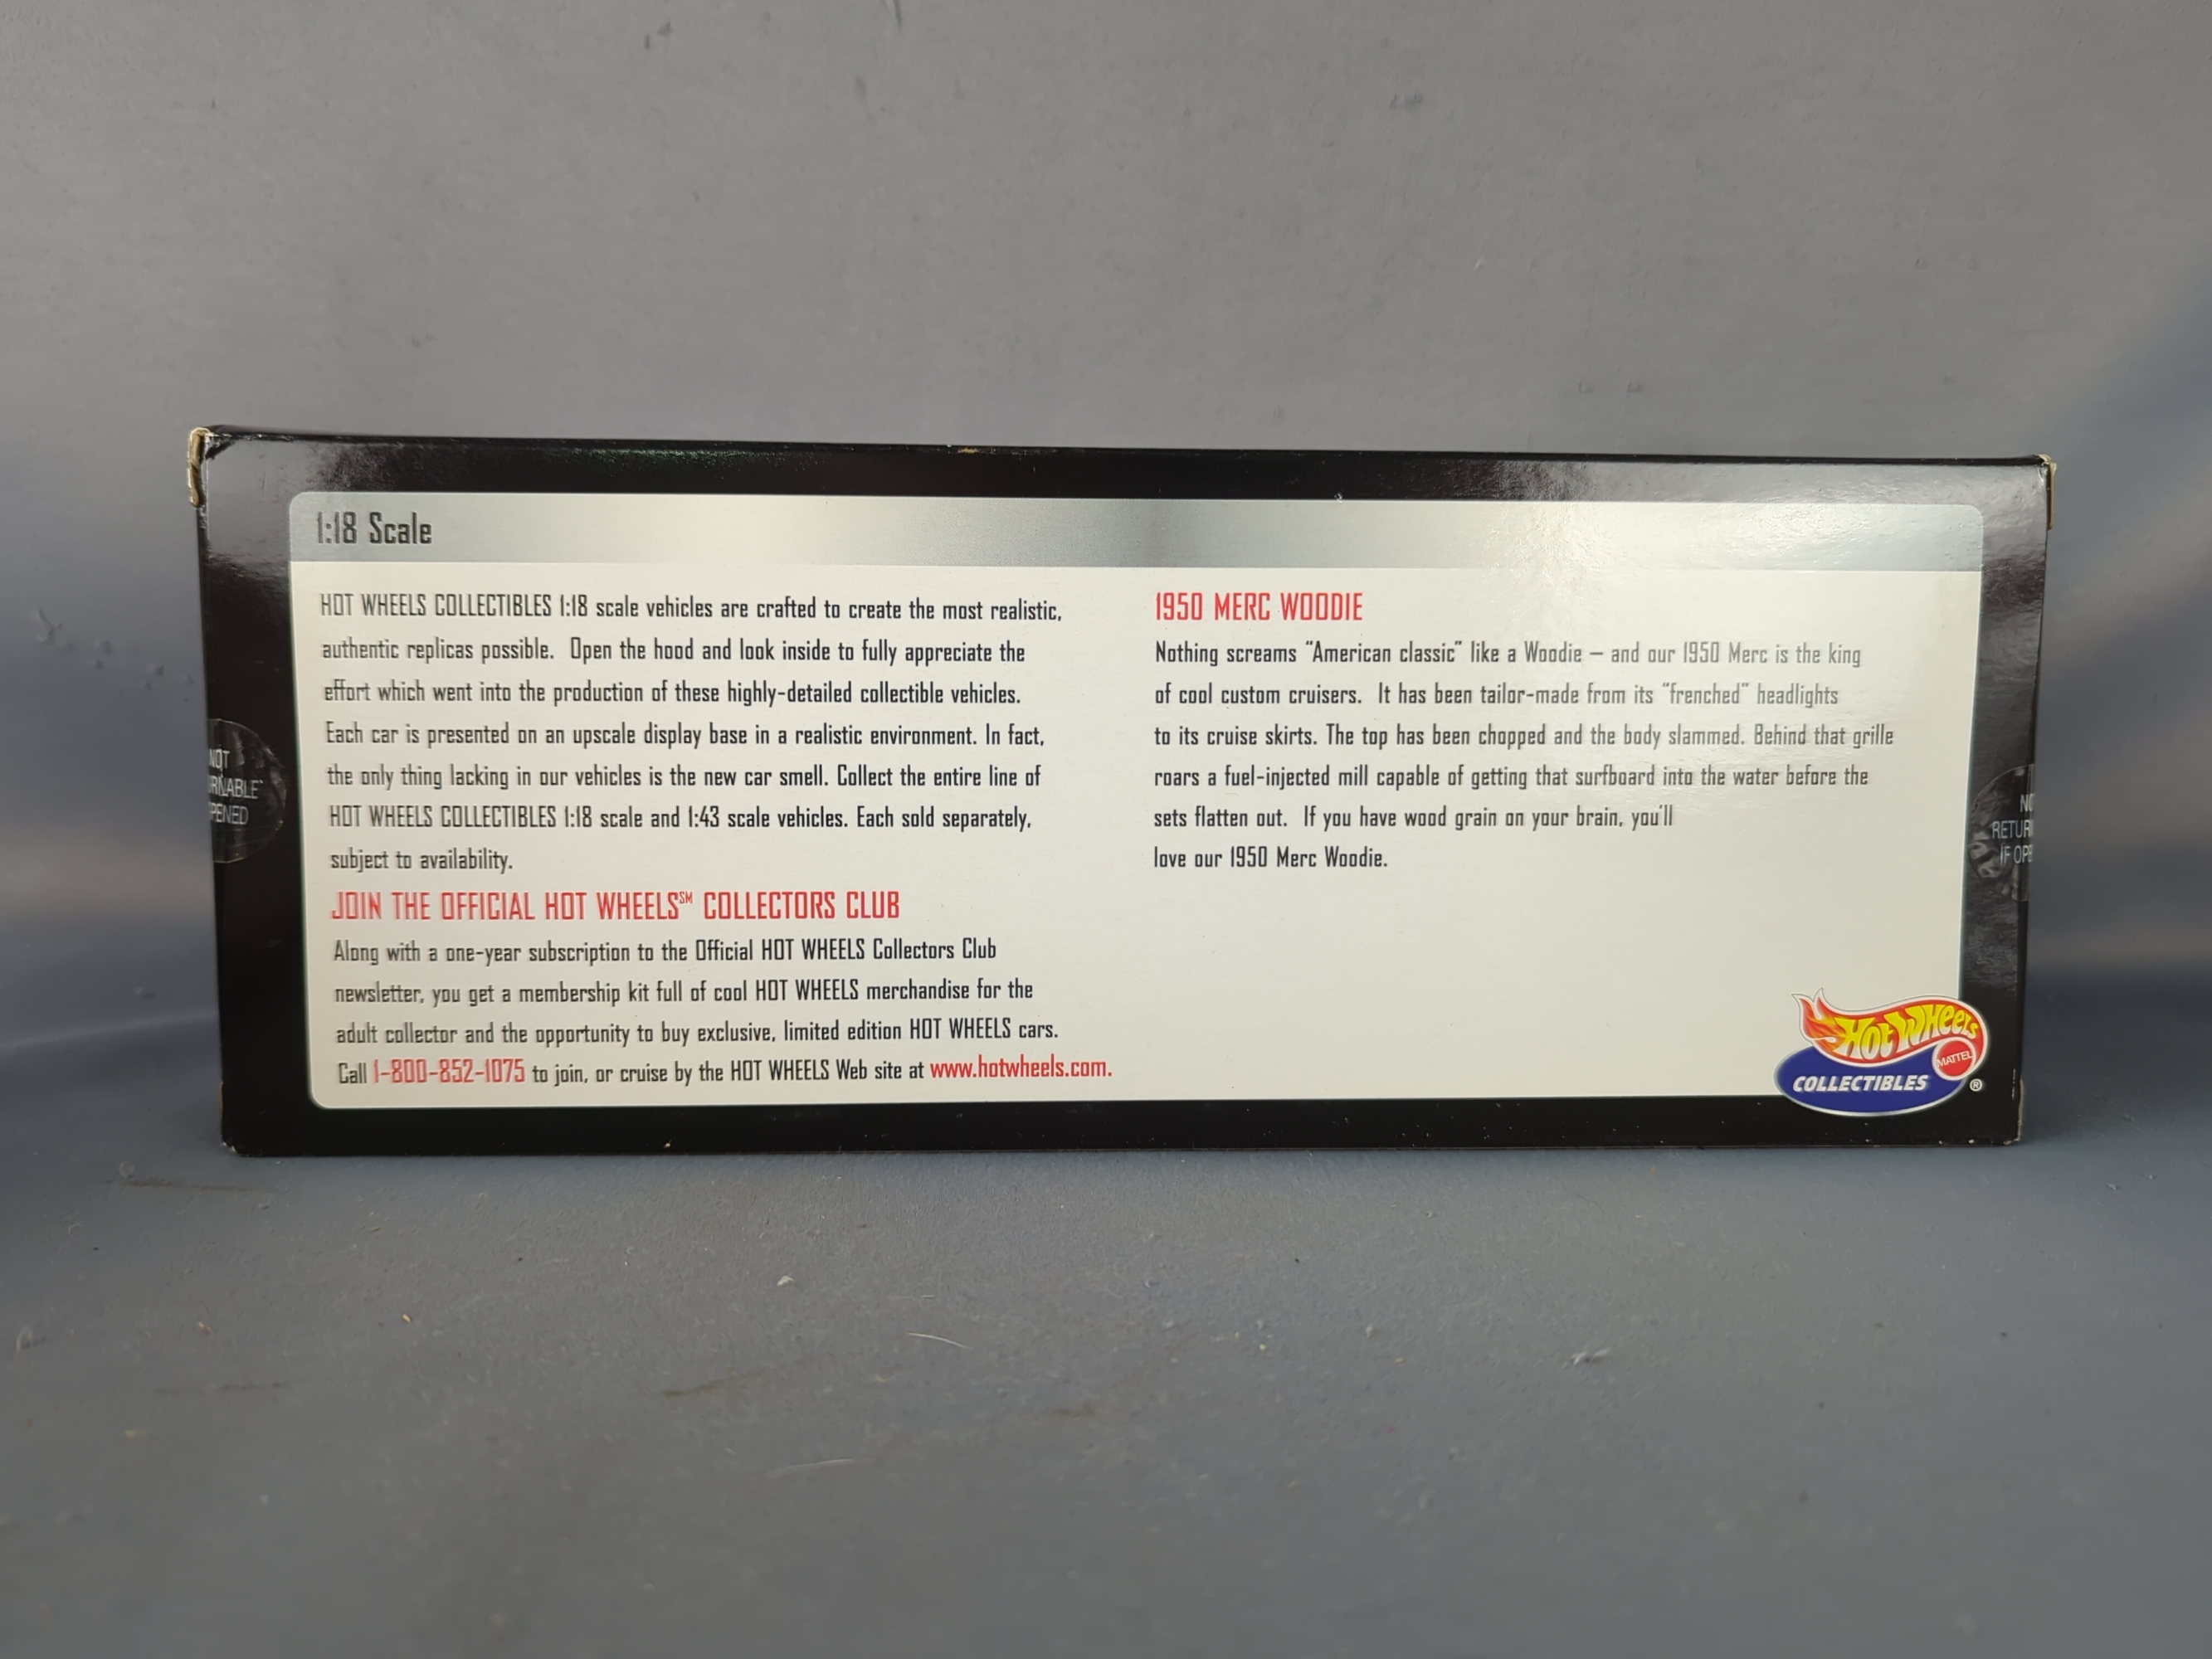 1:18 Scale
HOT WHEELS COLLECTIBLES 1:18 scale vehicles are crafted to create the most realistic,
authentic replicas possible. Open the hood and look inside to fully appreciate the
effort which went into the production of these highly-detailed collectible vehicles.
Each car is presented on an upscale display base in a realistic environment. In fact,
the only thing lacking in our vehicles is the new car smell. Collect the entire line of
HOT WHEELS COLLECTIBLES 1:18 scale and 1:43 scale vehicles. Each sold separately,
subject to availability.
JOIN THE OFFICIAL HOT WHEELS℠ COLLECTORS CLUB
Along with a one-year subscription to the Official HOT WHEELS Collectors Club
newsletter, you get a membership kit full of cool HOT WHEELS merchandise for the
adult collector and the opportunity to buy exclusive, limited edition HOT WHEELS cars.
Call 1-800-852-1075 to join, or cruise by the HOT WHEELS Web site at www.hotwheels.com.
1950 MERC WOODIE
Nothing screams "American classic" like a Woodie – and our 1950 Merc is the king
of cool custom cruisers. It has been tailor-made from its "frenched" headlights
to its cruise skirts. The top has been chopped and the body slammed. Behind that grille
roars a fuel-injected mill capable of getting that surfboard into the water before the
sets flatten out. If you have wood grain on your brain, you'll
love our 1950 Merc Woodie.
Hot Wheels
MATTEL
COLLECTIBLES ®
NOT
URNABLE
PENED
NO
RETUR
IF OPE